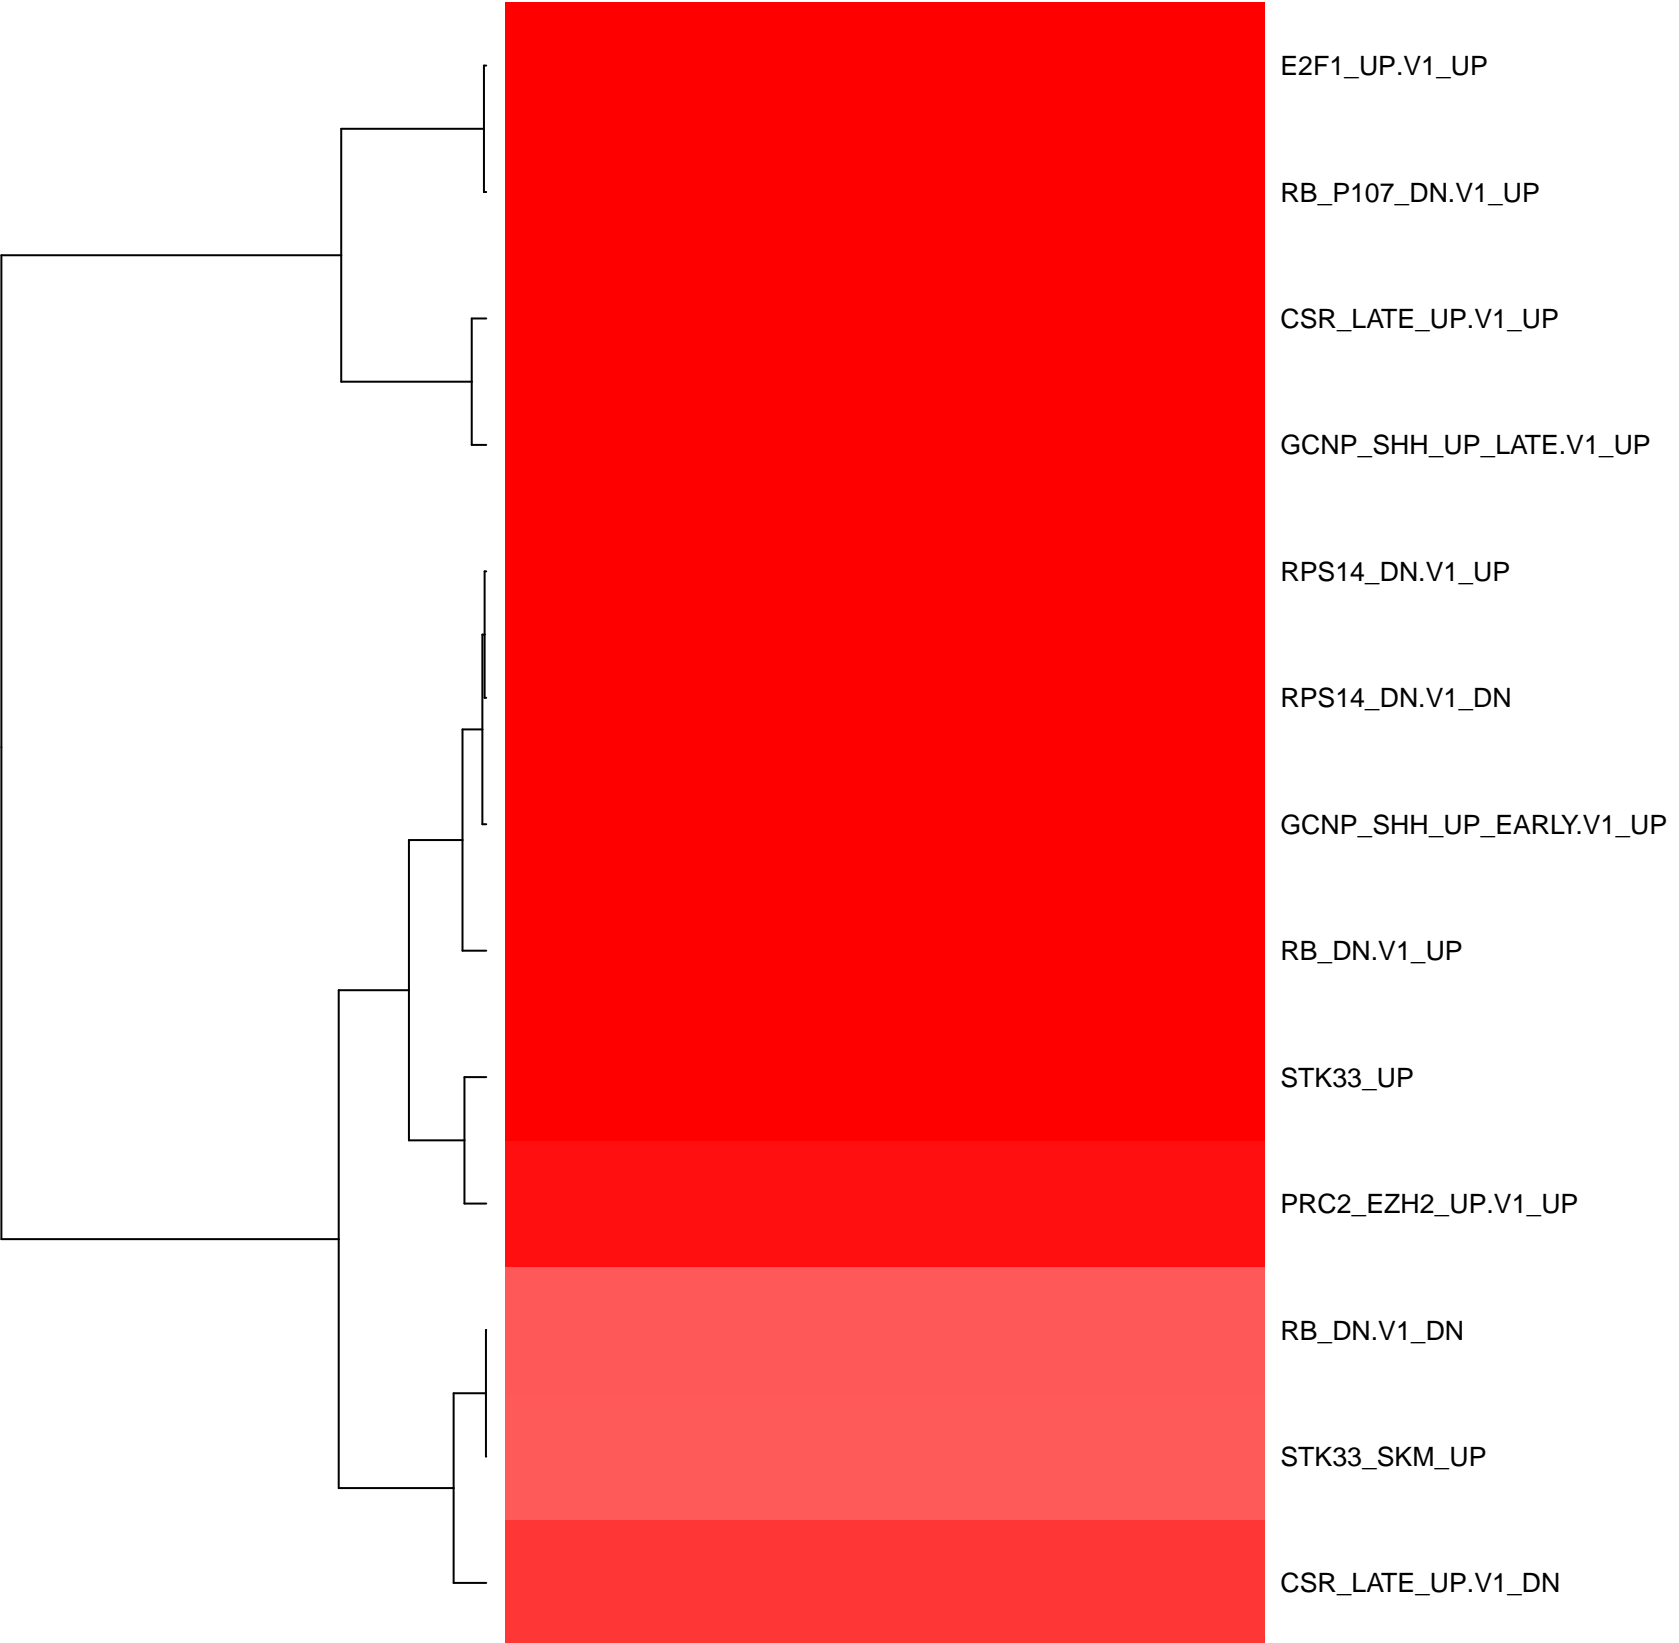 E2F1_UP.V1_UP
RB_P107_DN.V1_UP
CSR_LATE_UP.V1_UP
GCNP_SHH_UP_LATE.V1_UP
RPS14_DN.V1_UP
RPS14_DN.V1_DN
GCNP_SHH_UP_EARLY.V1_UP
RB_DN.V1_UP
STK33_UP
PRC2_EZH2_UP.V1_UP
RB_DN.V1_DN
STK33_SKM_UP
CSR_LATE_UP.V1_DN